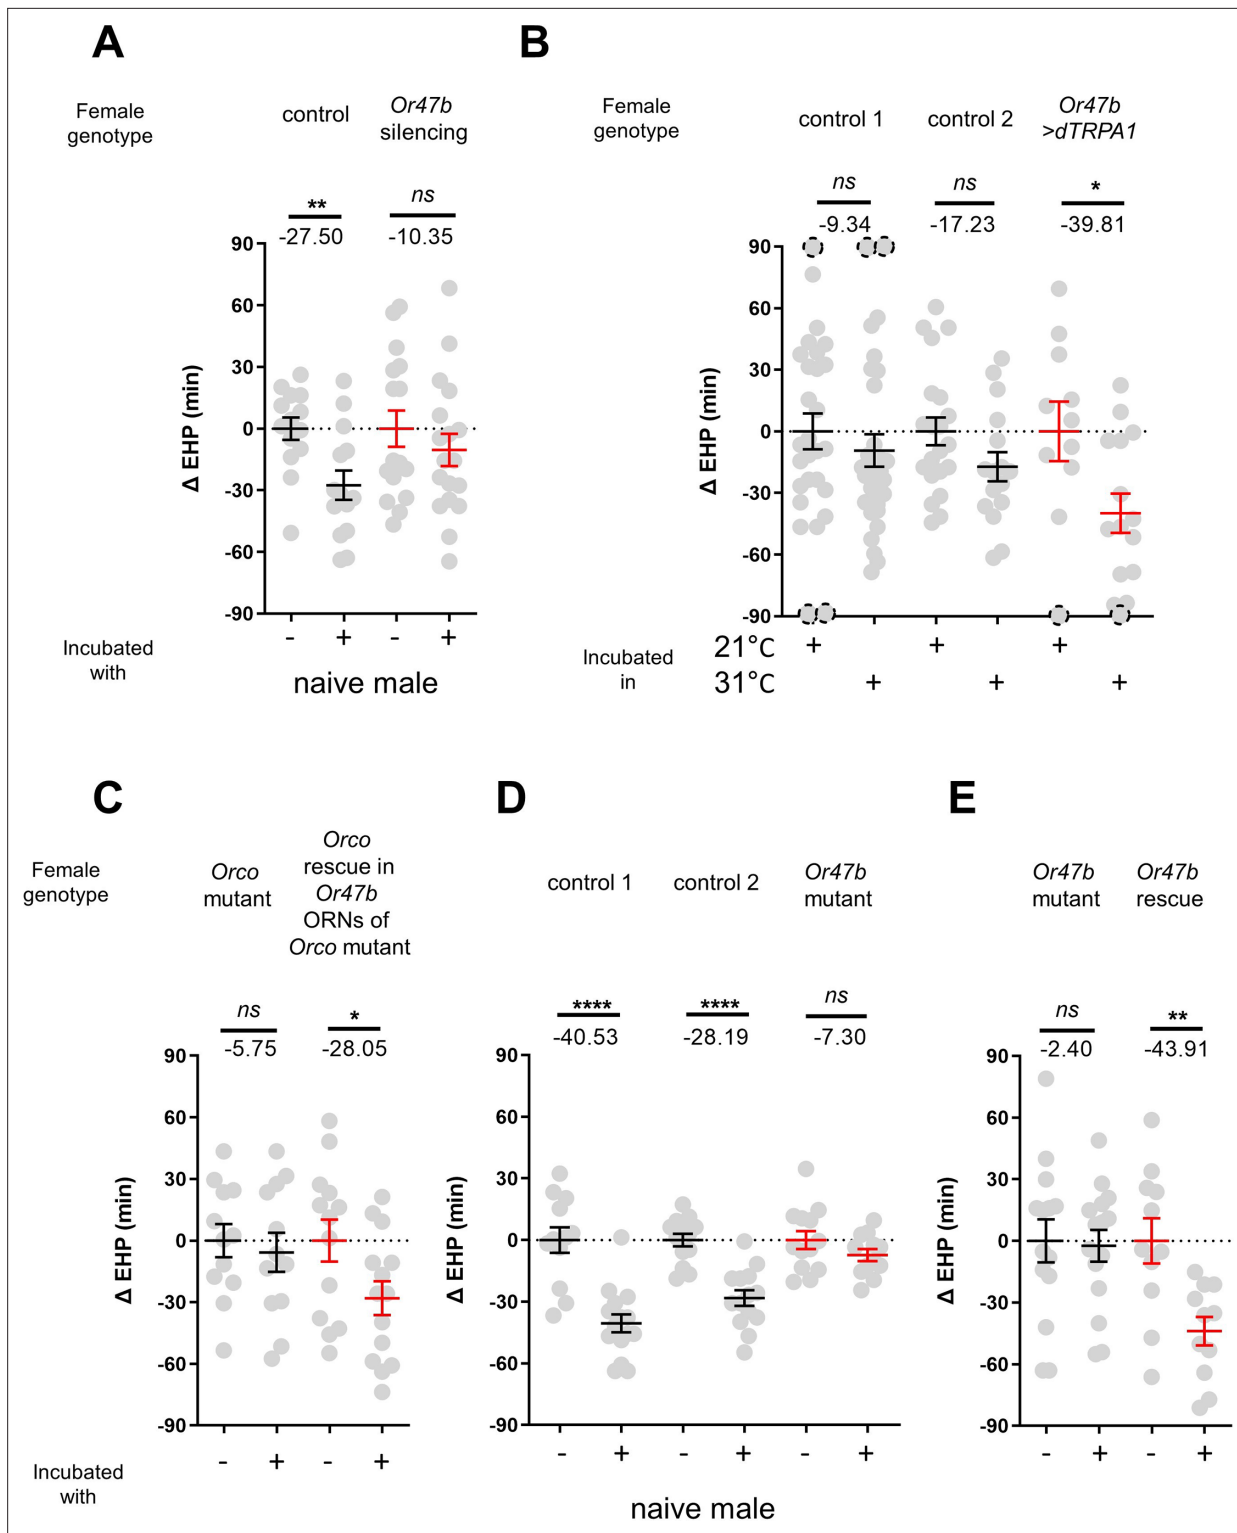 A
B
Female
genotype
control
Or47b
silencing
**
ns
-27.50
-10.35
90
60
30
0
-30
-60
-90
Δ EHP (min)
Incubated
with
-
+
-
+
naive male
Female
genotype
control 1
control 2
Or47b
>dTRPA1
ns
ns
*
-9.34
-17.23
-39.81
90
60
30
0
-30
-60
-90
Δ EHP (min)
Incubated
in
21°C
+
+
+
31°C
+
+
+
C
D
E
Female
genotype
Orco
mutant
Orco
rescue in
Or47b
ORNs of
Orco mutant
ns
*
-5.75
-28.05
90
60
30
0
-30
-60
-90
Δ EHP (min)
Incubated
with
-
+
-
+
control 1
control 2
Or47b
mutant
****
****
ns
-40.53
-28.19
-7.30
90
60
30
0
-30
-60
-90
Δ EHP (min)
-
+
-
+
-
+
naive male
Or47b
mutant
Or47b
rescue
ns
**
-2.40
-43.91
90
60
30
0
-30
-60
-90
Δ EHP (min)
-
+
-
+